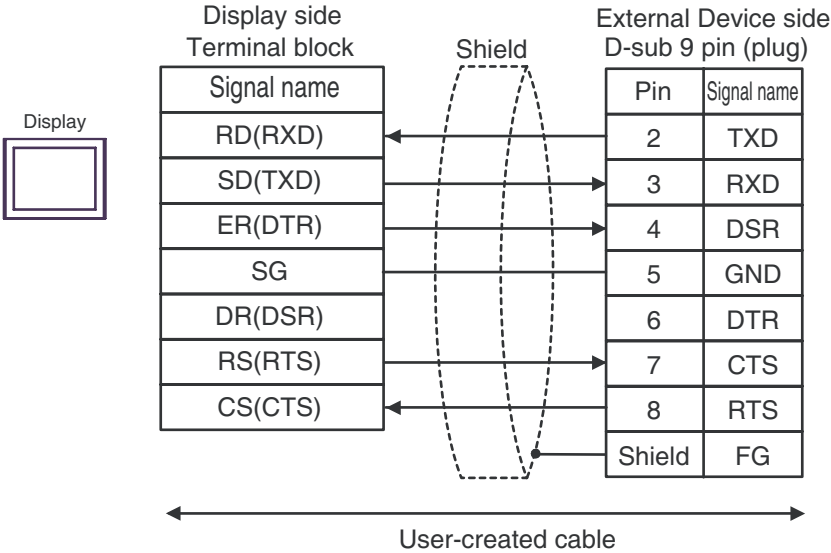 Display side
Terminal block
Shield
External Device side
D-sub 9 pin (plug)
Display
Signal name
Pin Signal name
RD(RXD) 2 TXD
SD(TXD) 3 RXD
ER(DTR) 4 DSR
SG 5 GND
DR(DSR) 6 DTR
RS(RTS) 7 CTS
CS(CTS) 8 RTS
Shield FG
User-created cable